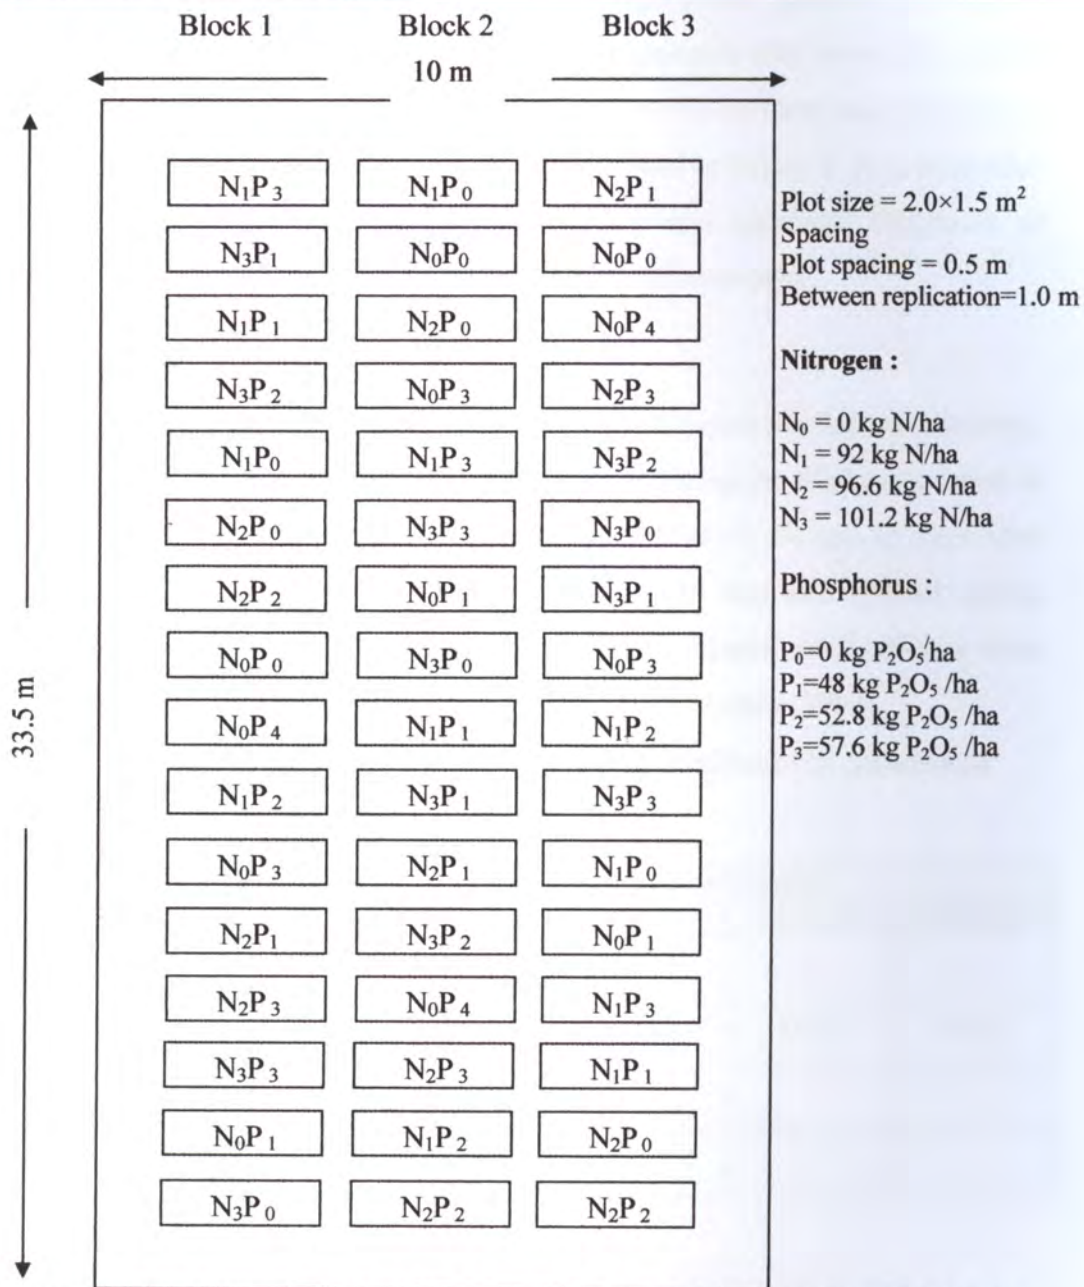 Block 1 Block 2 Block 3
10 m
33.5 m
N₁P₃ N₁P₀ N₂P₁
N₃P₁ N₀P₀ N₀P₀
N₁P₁ N₂P₀ N₀P₄
N₃P₂ N₀P₃ N₂P₃
N₁P₀ N₁P₃ N₃P₂
N₂P₀ N₃P₃ N₃P₀
N₂P₂ N₀P₁ N₃P₁
N₀P₀ N₃P₀ N₀P₃
N₀P₄ N₁P₁ N₁P₂
N₁P₂ N₃P₁ N₃P₃
N₀P₃ N₂P₁ N₁P₀
N₂P₁ N₃P₂ N₀P₁
N₂P₃ N₀P₄ N₁P₃
N₃P₃ N₂P₃ N₁P₁
N₀P₁ N₁P₂ N₂P₀
N₃P₀ N₂P₂ N₂P₂
Plot size = 2.0×1.5 m²
Spacing
Plot spacing = 0.5 m
Between replication=1.0 m
Nitrogen :
N₀ = 0 kg N/ha
N₁ = 92 kg N/ha
N₂ = 96.6 kg N/ha
N₃ = 101.2 kg N/ha
Phosphorus :
P₀=0 kg P₂O₅/ha
P₁=48 kg P₂O₅ /ha
P₂=52.8 kg P₂O₅ /ha
P₃=57.6 kg P₂O₅ /ha